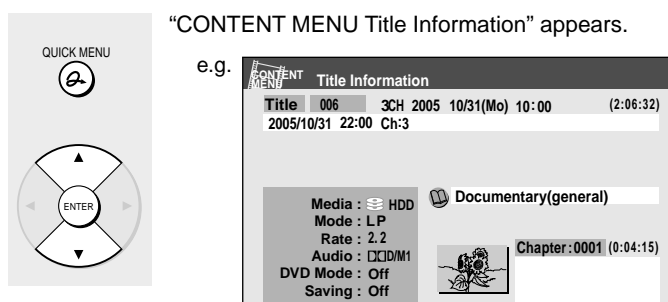 “CONTENT MENU Title Information” appears.
QUICK MENU
e.g.
CONTENT MENU Title Information
Title 006 3CH 2005 10/31(Mo) 10:00 (2:06:32)
2005/10/31 22:00 Ch:3
ENTER
Media : HDD
Documentary(general)
Mode : LP
Rate : 2.2
Audio : D/M1
Chapter:0001 (0:04:15)
DVD Mode : Off
Saving : Off